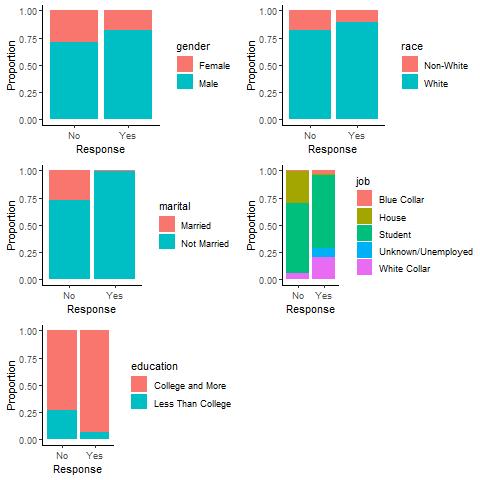 1.00
0.75
0.50
0.25
0.00
Proportion
No
Yes
Response
gender
Female
Male
1.00
0.75
0.50
0.25
0.00
Proportion
No
Yes
Response
race
Non-White
White
1.00
0.75
0.50
0.25
0.00
Proportion
No
Yes
Response
marital
Married
Not Married
1.00
0.75
0.50
0.25
0.00
Proportion
No
Yes
Response
job
Blue Collar
House
Student
Unknown/Unemployed
White Collar
1.00
0.75
0.50
0.25
0.00
Proportion
No
Yes
Response
education
College and More
Less Than College